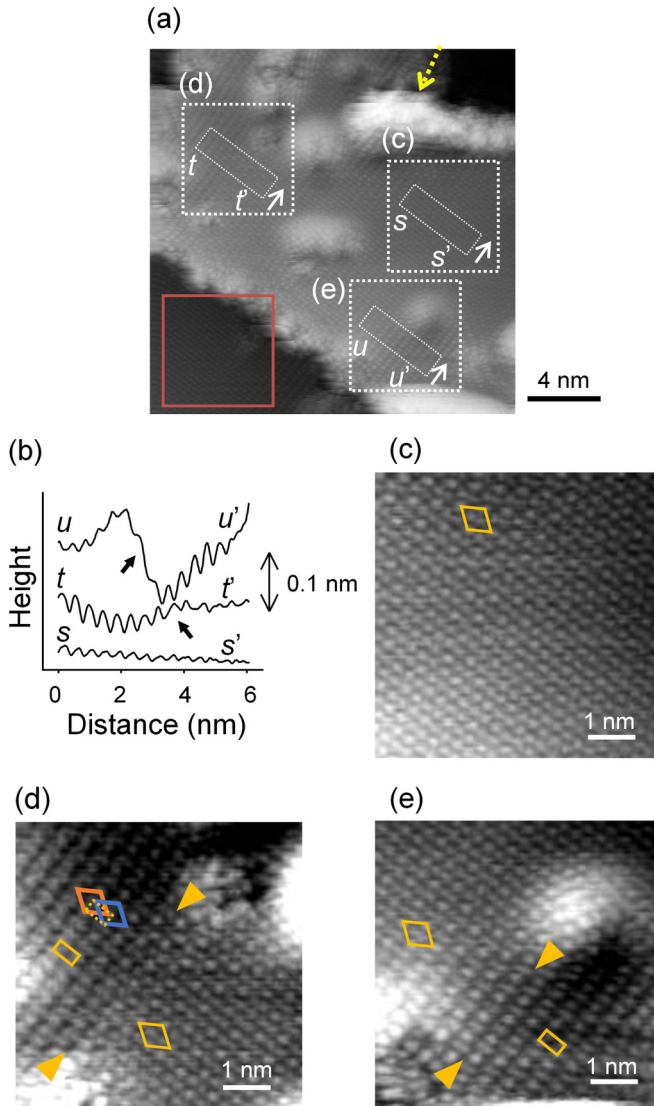 (a)
(d)
(c)
t
t’
s
s’
(e)
u
u’
4 nm
(b)
(c)
u
u’
t
t’
0.1 nm
s
s’
Height
0
2
4
6
Distance (nm)
1 nm
(d)
(e)
1 nm
1 nm